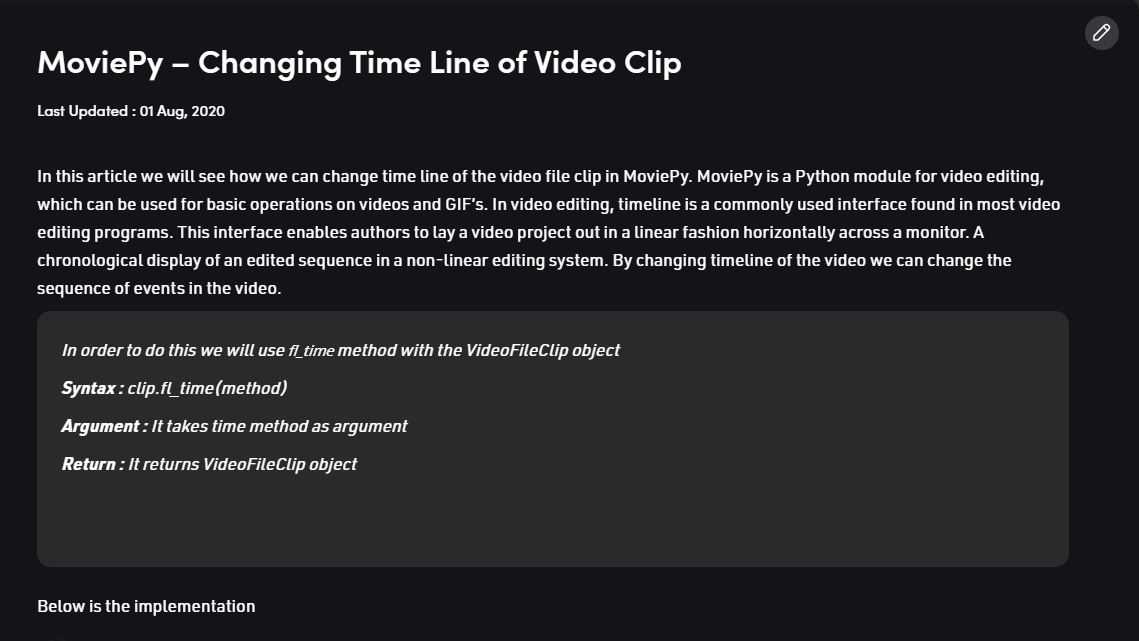 MoviePy – Changing Time Line of Video Clip
Last Updated : 01 Aug, 2020
In this article we will see how we can change time line of the video file clip in MoviePy. MoviePy is a Python module for video editing,
which can be used for basic operations on videos and GIF's. In video editing, timeline is a commonly used interface found in most video
editing programs. This interface enables authors to lay a video project out in a linear fashion horizontally across a monitor. A
chronological display of an edited sequence in a non-linear editing system. By changing timeline of the video we can change the
sequence of events in the video.
In order to do this we will use fl_time method with the VideoFileClip object
Syntax : clip.fl_time(method)
Argument : It takes time method as argument
Return : It returns VideoFileClip object
Below is the implementation